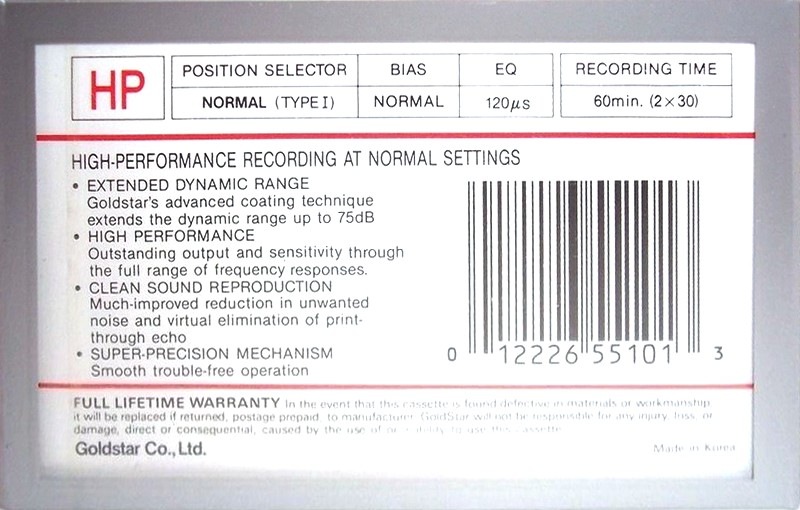 HP
POSITION SELECTOR BIAS EQ RECORDING TIME
NORMAL (TYPE I) NORMAL 120µs 60min. (2×30)
HIGH-PERFORMANCE RECORDING AT NORMAL SETTINGS
• EXTENDED DYNAMIC RANGE
Goldstar's advanced coating technique
extends the dynamic range up to 75dB
• HIGH PERFORMANCE
Outstanding output and sensitivity through
the full range of frequency responses.
• CLEAN SOUND REPRODUCTION
Much-improved reduction in unwanted
noise and virtual elimination of print-
through echo
• SUPER-PRECISION MECHANISM
Smooth trouble-free operation
0 12226 55101 3
FULL LIFETIME WARRANTY In the event that this cassette is found defective in materials or workmanship
it will be replaced if returned, postage prepaid, to manufacturer. GoldStar will not be responsible for any injury, loss, or
damage, direct or consequential, caused by the use of or inability to use this cassette.
Goldstar Co., Ltd.
Made in Korea